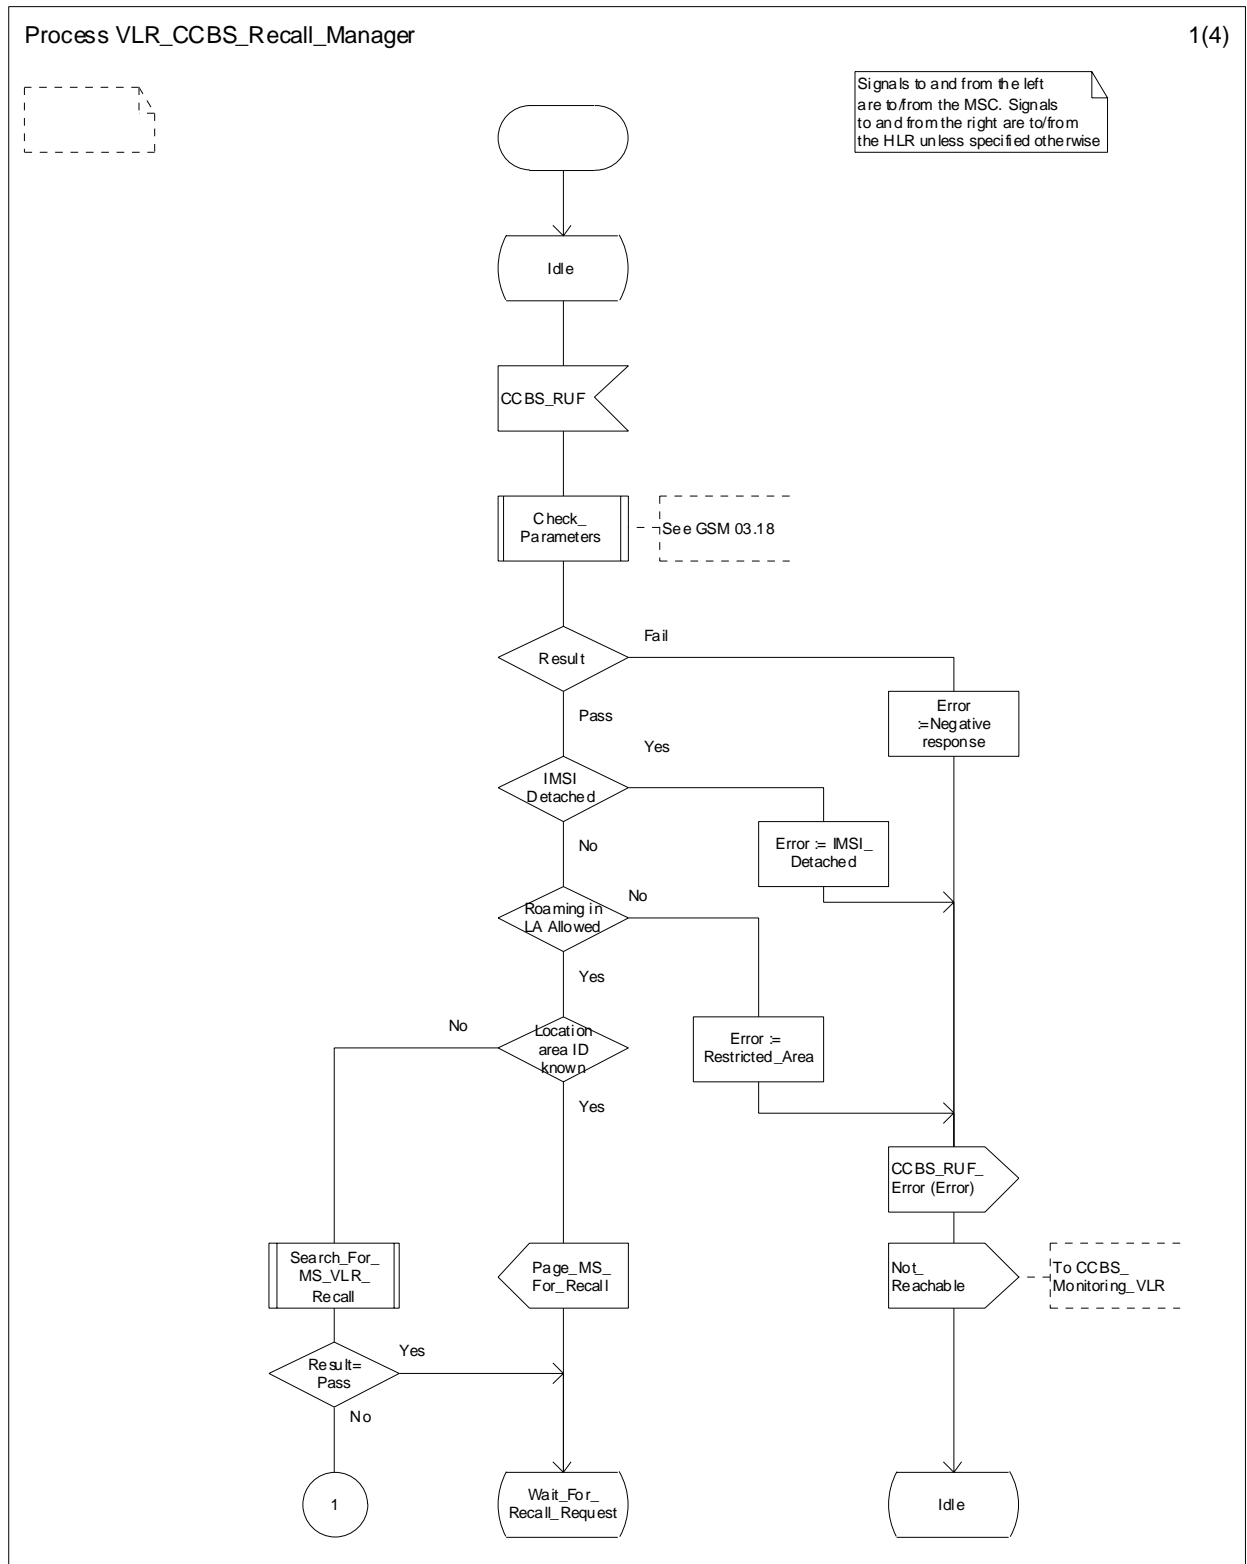 Process VLR_CCBS_Recall_Manager
1(4)
Signals to and from the left
are to/from the MSC. Signals
to and from the right are to/from
the HLR unless specified otherwise
Idle
CCBS_RUF
Check_
Parameters
See GSM 03.18
Result
Fail
Pass
Error
:=Negative
response
IMSI
Detached
Yes
No
Error := IMSI_
Detached
Roaming in
LA Allowed
No
Yes
Error :=
Restricted_Area
Location
area ID
known
No
Yes
CCBS_RUF_
Error (Error)
Search_For_
MS_VLR_
Recall
Page_MS_
For_Recall
Not_
Reachable
To CCBS_
Monitoring_VLR
Result=
Pass
Yes
No
1
Wait_For_
Recall_Request
Idle